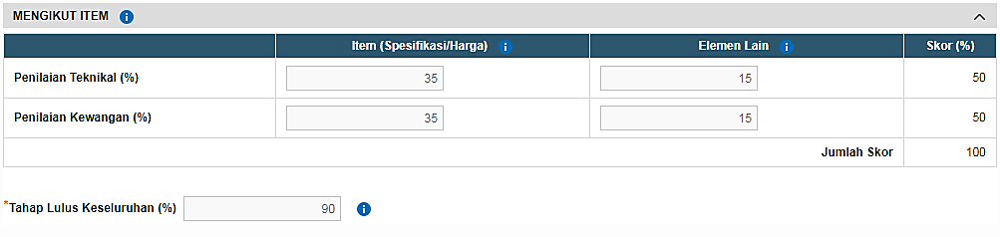 MENGIKUT ITEM
Item (Spesifikasi/Harga) Elemen Lain Skor (%)
Penilaian Teknikal (%) 35 15 50
Penilaian Kewangan (%) 35 15 50
Jumlah Skor 100
*Tahap Lulus Keseluruhan (%) 90